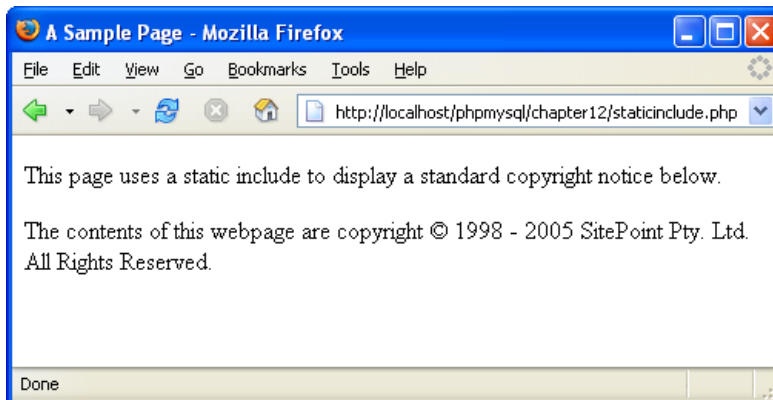 A Sample Page - Mozilla Firefox
File Edit View Go Bookmarks Tools Help
http://localhost/phpmysql/chapter12/staticinclude.php
This page uses a static include to display a standard copyright notice below.
The contents of this webpage are copyright © 1998 - 2005 SitePoint Pty. Ltd.
All Rights Reserved.
Done